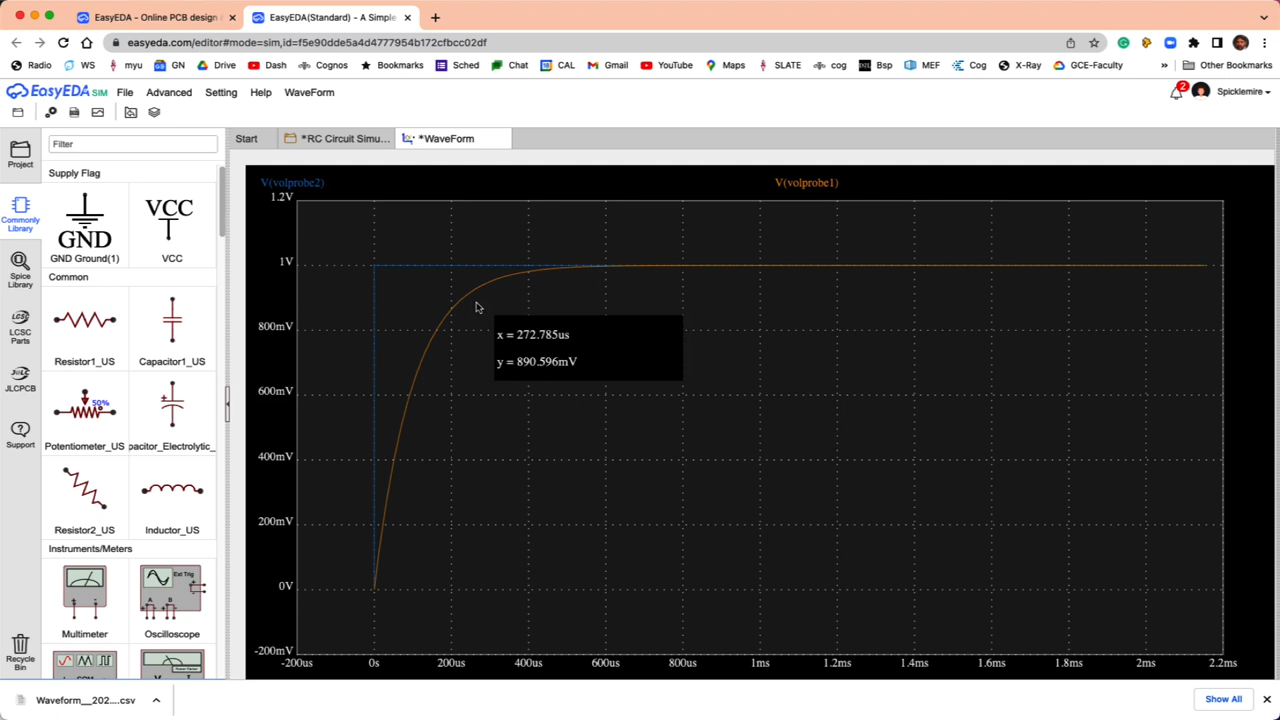 EasyEDA - Online PCB design
EasyEDA(Standard) - A Simple
easyeda.com/editor#mode=sim,id=f5e90dde5a4d4777954b172cfbcc02df
Radio WS myu GN Drive Dash Cognos Bookmarks Sched Chat CAL Gmail YouTube Maps SLATE cog Bsp MEF Cog X-Ray GCE-Faculty » Other Bookmarks
EasyEDA SIM File Advanced Setting Help WaveForm 2 Spicklemire
Project
Commonly
Library
Spice
Library
LCSC
Parts
JLCPCB
Support
Recycle
Bin
Filter
Supply Flag
GND
VCC
GND Ground(1) VCC
Common
Resistor1_US Capacitor1_US
50%
Potentiometer_US apacitor_Electrolytic_
Resistor2_US Inductor_US
Instruments/Meters
Ext Trig
A B
Multimeter Oscilloscope
Start *RC Circuit Simu... *WaveForm
V(volprobe2) V(volprobe1)
1.2V
1V
800mV
600mV
400mV
200mV
0V
-200mV
x = 272.785us
y = 890.596mV
-200us 0s 200us 400us 600us 800us 1ms 1.2ms 1.4ms 1.6ms 1.8ms 2ms 2.2ms
Waveform__202....csv
Show All